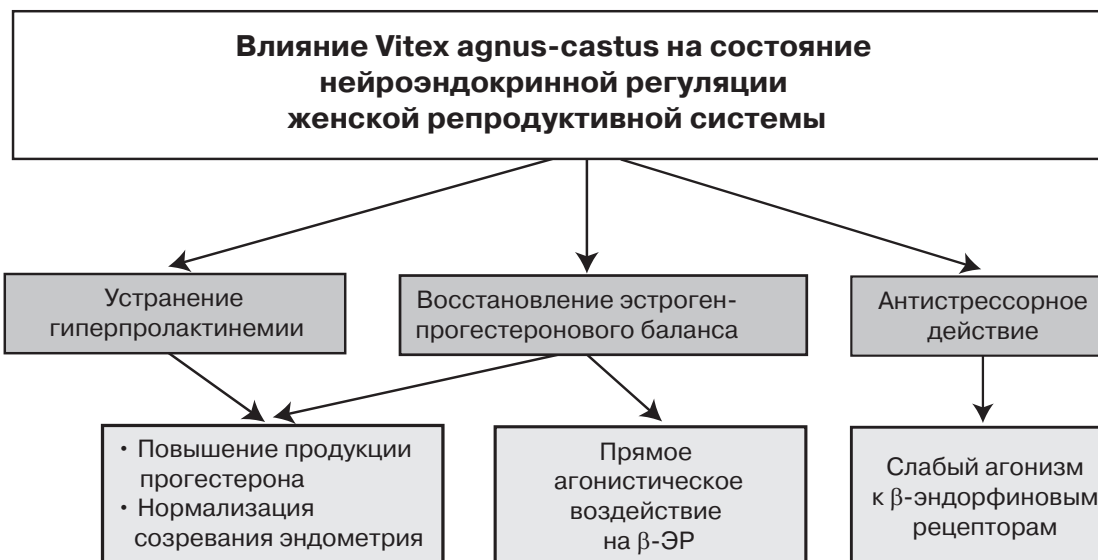 Влияние Vitex agnus-castus на состояние
нейроэндокринной регуляции
женской репродуктивной системы
Устранение
гиперпролактинемии
Восстановление эстроген-
прогестеронового баланса
Антистрессорное
действие
• Повышение продукции
прогестерона
• Нормализация
созревания эндометрия
Прямое
агонистическое
воздействие
на β-ЭР
Слабый агонизм
к β-эндорфиновым
рецепторам